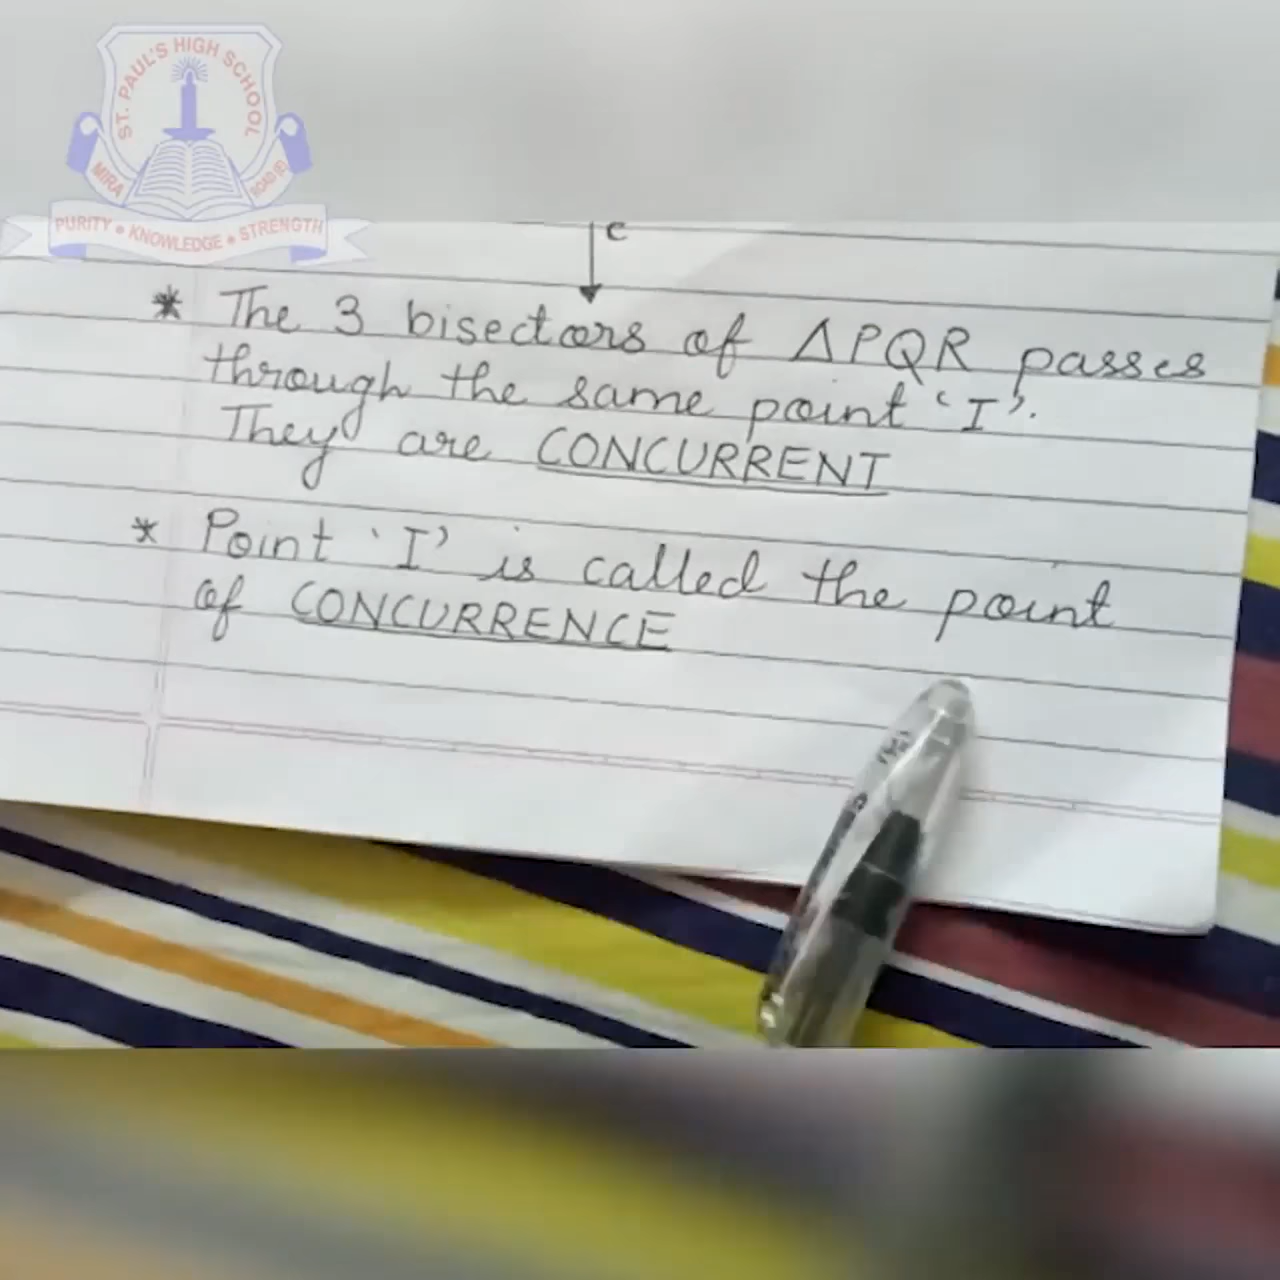 ST. PAUL'S HIGH SCHOOL
MIRA ROAD (E)
PURITY • KNOWLEDGE • STRENGTH
c
* The 3 bisectors of △PQR passes
through the same point 'I'.
They are CONCURRENT
* Point 'I' is called the point
of CONCURRENCE